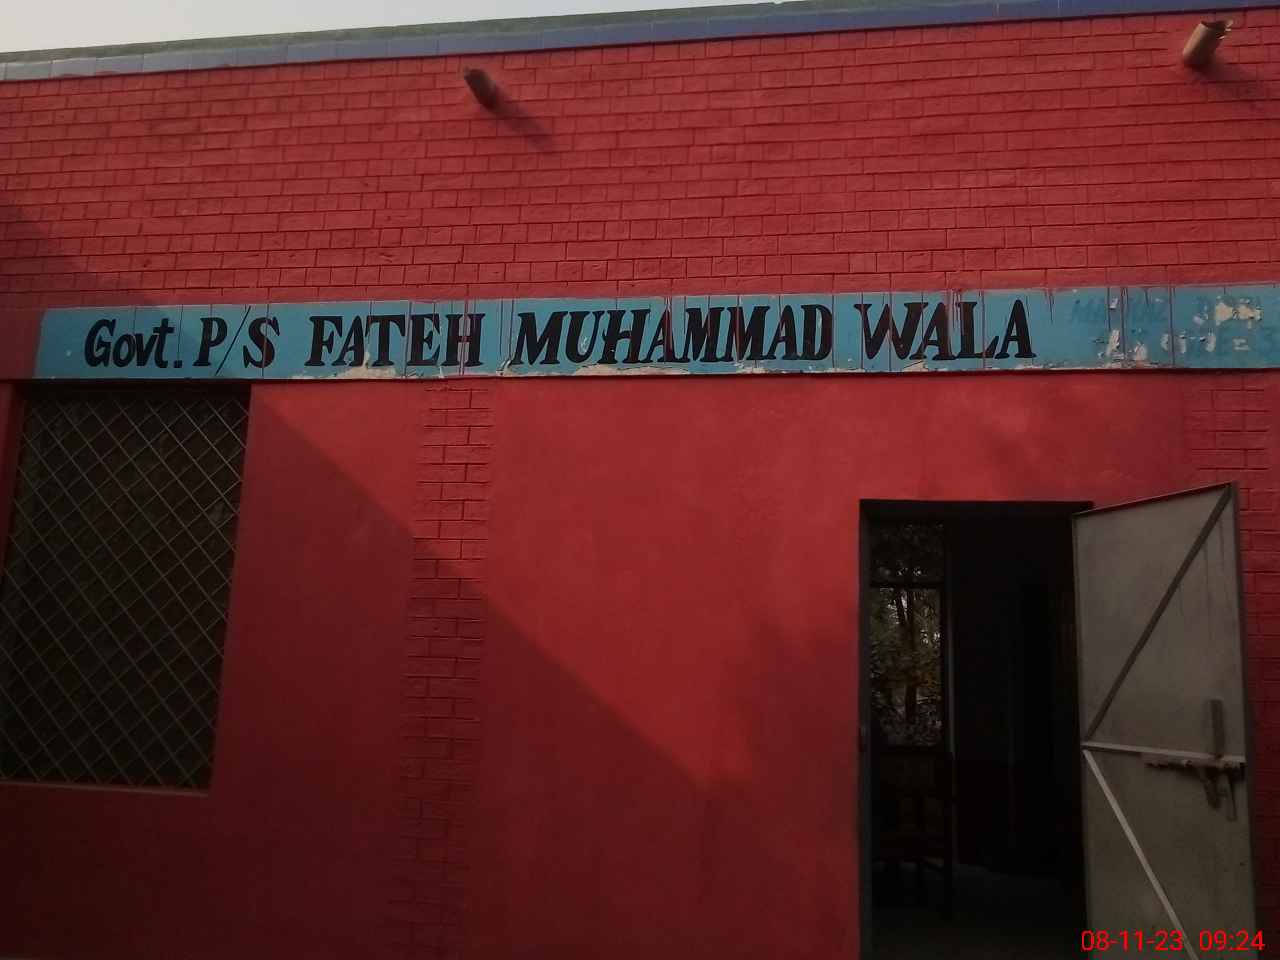 Govt. P/S FATEH MUHAMMAD WALA
08-11-23 09:24